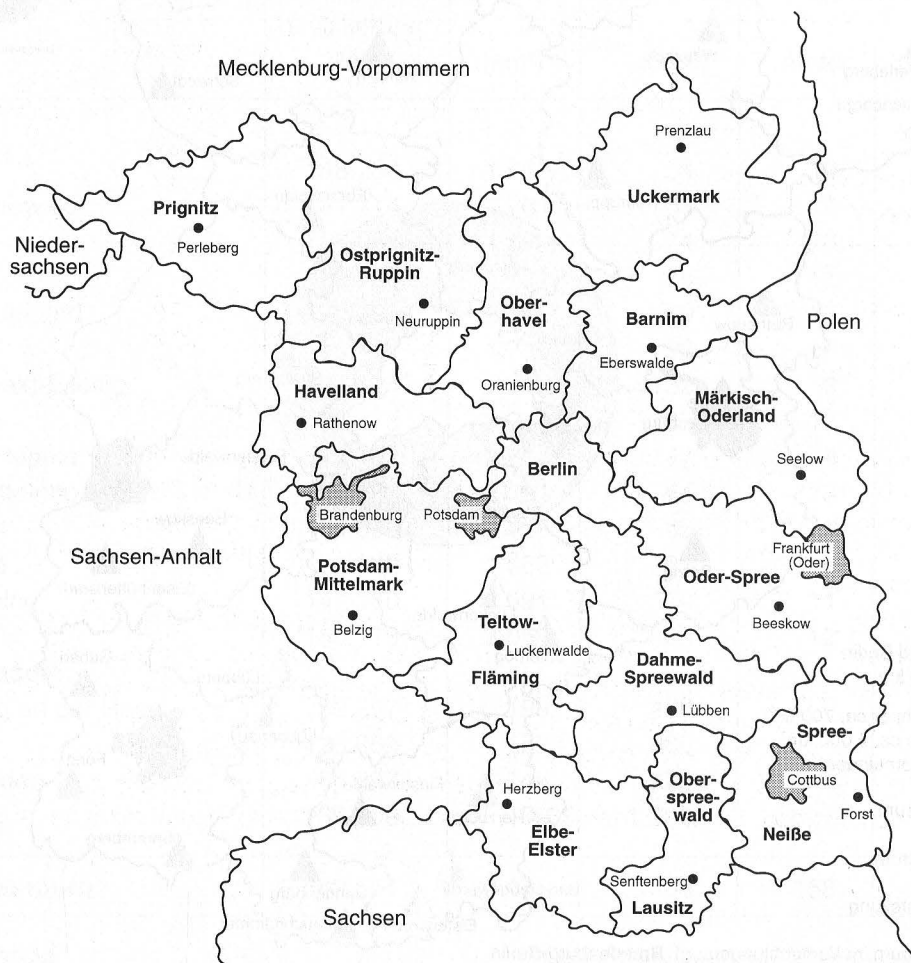 Mecklenburg-Vorpommern
Prenzlau
Uckermark
Prignitz
Perleberg
Nieder-
sachsen
Ostprignitz-
Ruppin
Neuruppin
Ober-
havel
Oranienburg
Barnim
Eberswalde
Polen
Havelland
Rathenow
Märkisch-
Oderland
Seelow
Berlin
Brandenburg
Potsdam
Frankfurt
(Oder)
Sachsen-Anhalt
Potsdam-
Mittelmark
Belzig
Oder-Spree
Beeskow
Teltow-
Luckenwalde
Fläming
Dahme-
Spreewald
Lübben
Spree-
Cottbus
Forst
Neiße
Ober-
spree-
wald
Senftenberg
Lausitz
Herzberg
Elbe-
Elster
Sachsen